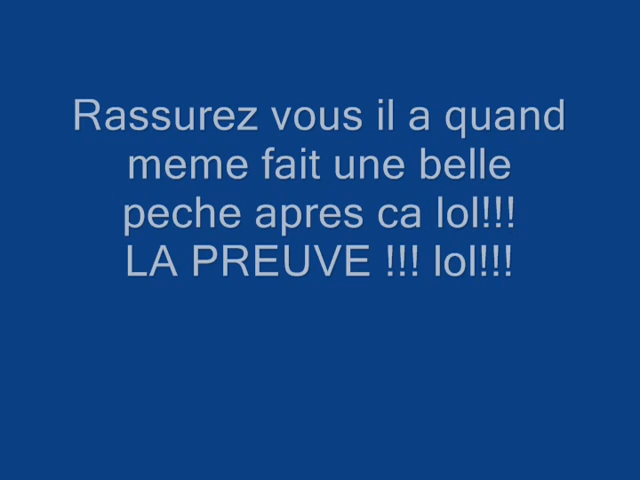 Rassurez vous il a quand
meme fait une belle
peche apres ca lol!!!
LA PREUVE !!! lol!!!